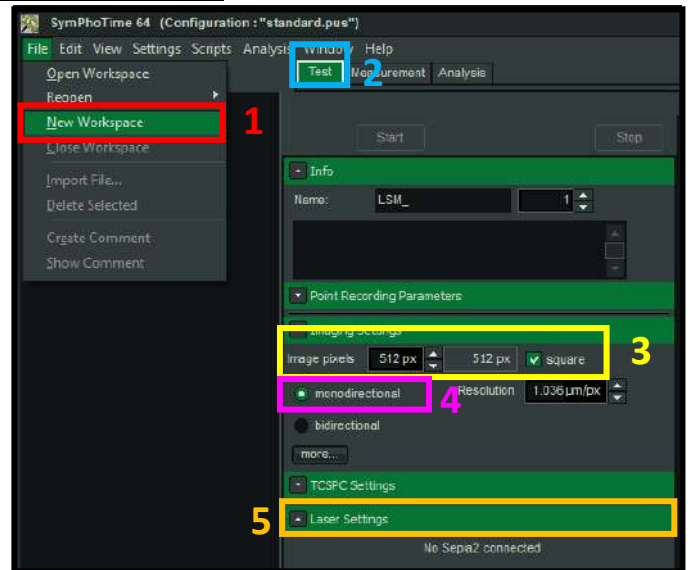 SymPhoTime 64 (Configuration : "standard.pus")
File Edit View Settings Scripts Analysis Window Help
Open Workspace
Reopen
New Workspace
Close Workspace
Import File...
Delete Selected
Create Comment
Show Comment
1
Test Measurement Analysis
2
Start Stop
Info
Name: LSM_ 1
Point Recording Parameters
Imaging Settings
Image pixels 512 px 512 px square
3
monodirectional Resolution 1.036 µm/px
4
bidirectional
more...
TCSPC Settings
5
Laser Settings
No Sepia2 connected